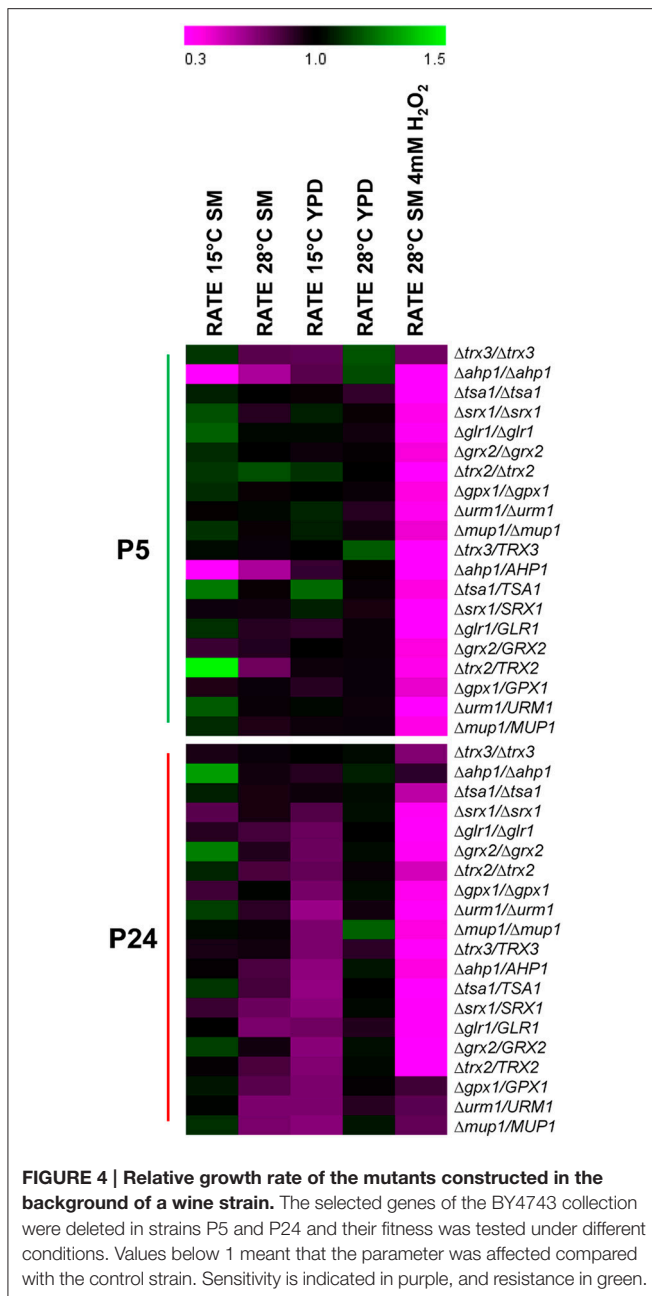 0.3 1.0 1.5
RATE 15°C SM
RATE 28°C SM
RATE 15°C YPD
RATE 28°C YPD
RATE 28°C SM 4mM H₂O₂
P5
Δtrx3/Δtrx3
Δahp1/Δahp1
Δtsa1/Δtsa1
Δsrx1/Δsrx1
Δglr1/Δglr1
Δgrx2/Δgrx2
Δtrx2/Δtrx2
Δgpx1/Δgpx1
Δurm1/Δurm1
Δmup1/Δmup1
Δtrx3/TRX3
Δahp1/AHP1
Δtsa1/TSA1
Δsrx1/SRX1
Δglr1/GLR1
Δgrx2/GRX2
Δtrx2/TRX2
Δgpx1/GPX1
Δurm1/URM1
Δmup1/MUP1
P24
Δtrx3/Δtrx3
Δahp1/Δahp1
Δtsa1/Δtsa1
Δsrx1/Δsrx1
Δglr1/Δglr1
Δgrx2/Δgrx2
Δtrx2/Δtrx2
Δgpx1/Δgpx1
Δurm1/Δurm1
Δmup1/Δmup1
Δtrx3/TRX3
Δahp1/AHP1
Δtsa1/TSA1
Δsrx1/SRX1
Δglr1/GLR1
Δgrx2/GRX2
Δtrx2/TRX2
Δgpx1/GPX1
Δurm1/URM1
Δmup1/MUP1
FIGURE 4 | Relative growth rate of the mutants constructed in the
background of a wine strain. The selected genes of the BY4743 collection
were deleted in strains P5 and P24 and their fitness was tested under different
conditions. Values below 1 meant that the parameter was affected compared
with the control strain. Sensitivity is indicated in purple, and resistance in green.